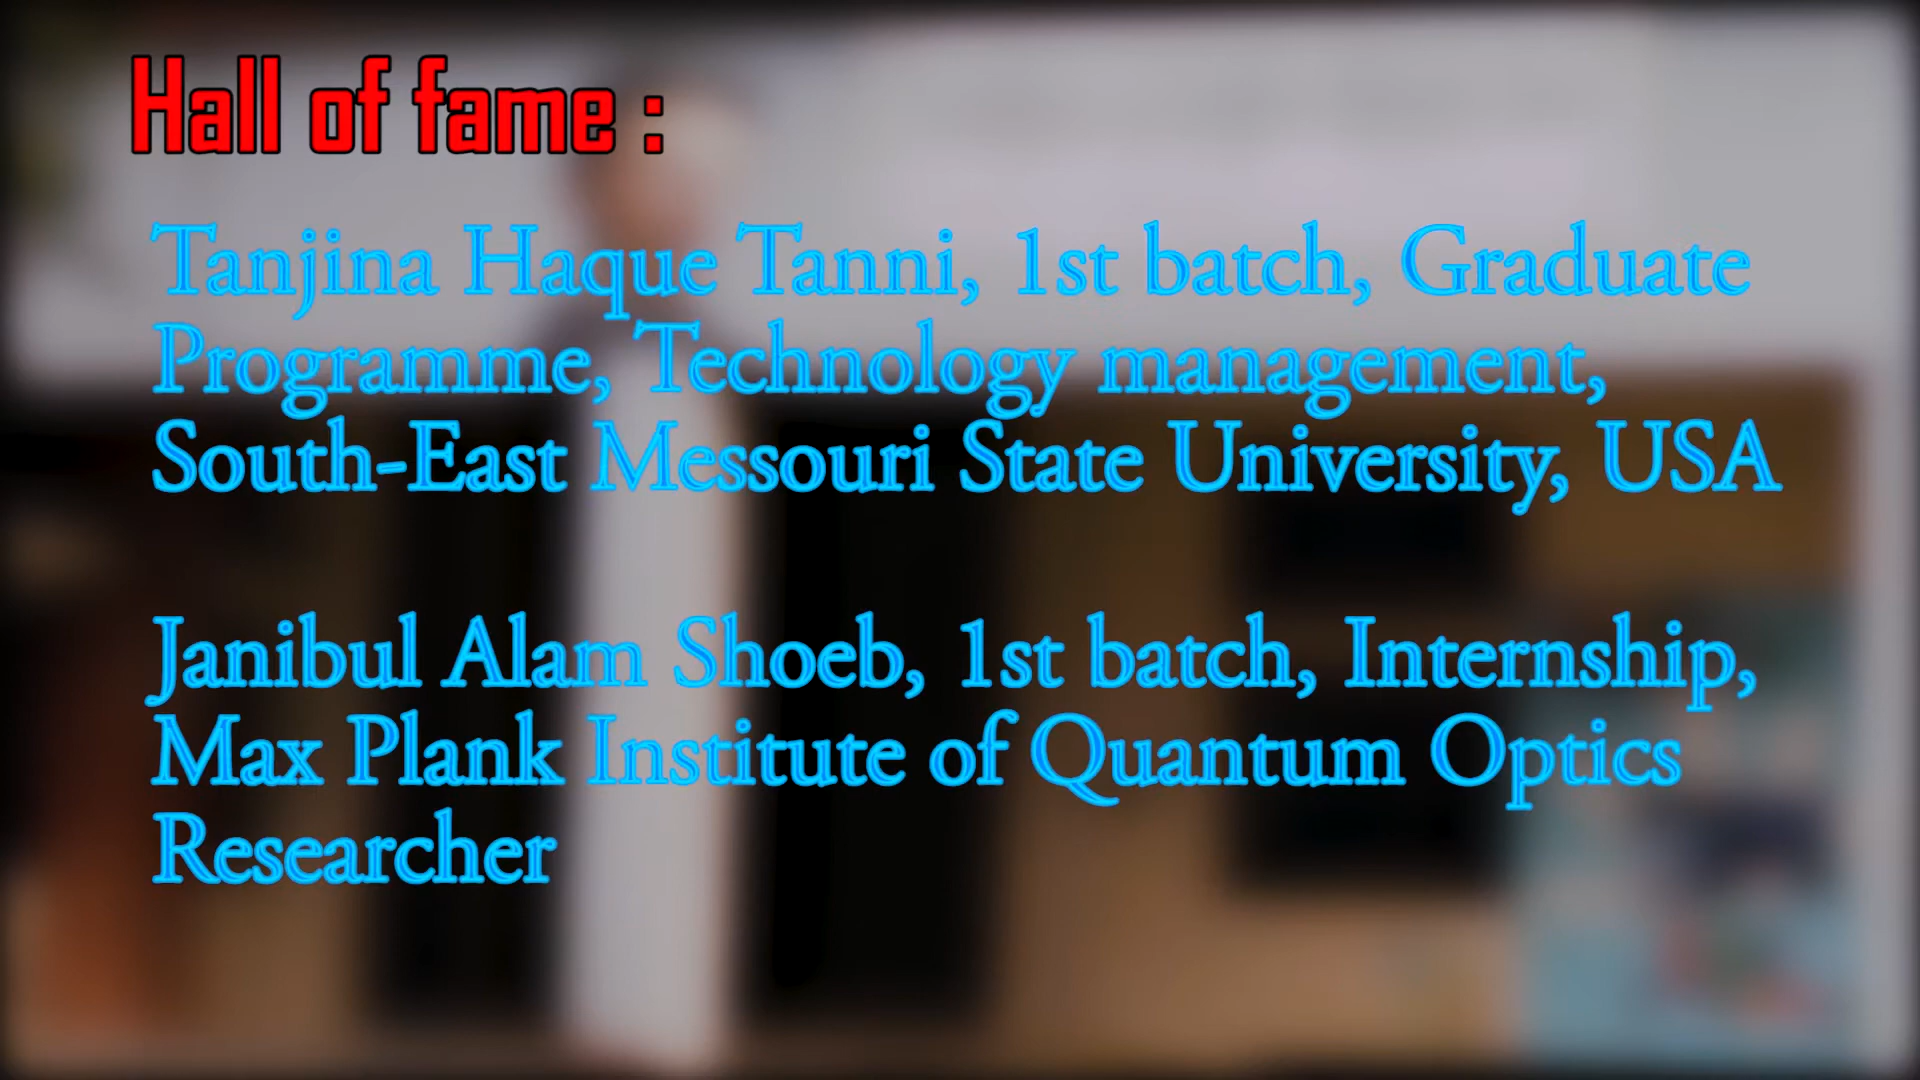 Hall of fame :
Tanjina Haque Tanni, 1st batch, Graduate
Programme, Technology management,
South-East Messouri State University, USA
Janibul Alam Shoeb, 1st batch, Internship,
Max Plank Institute of Quantum Optics
Researcher